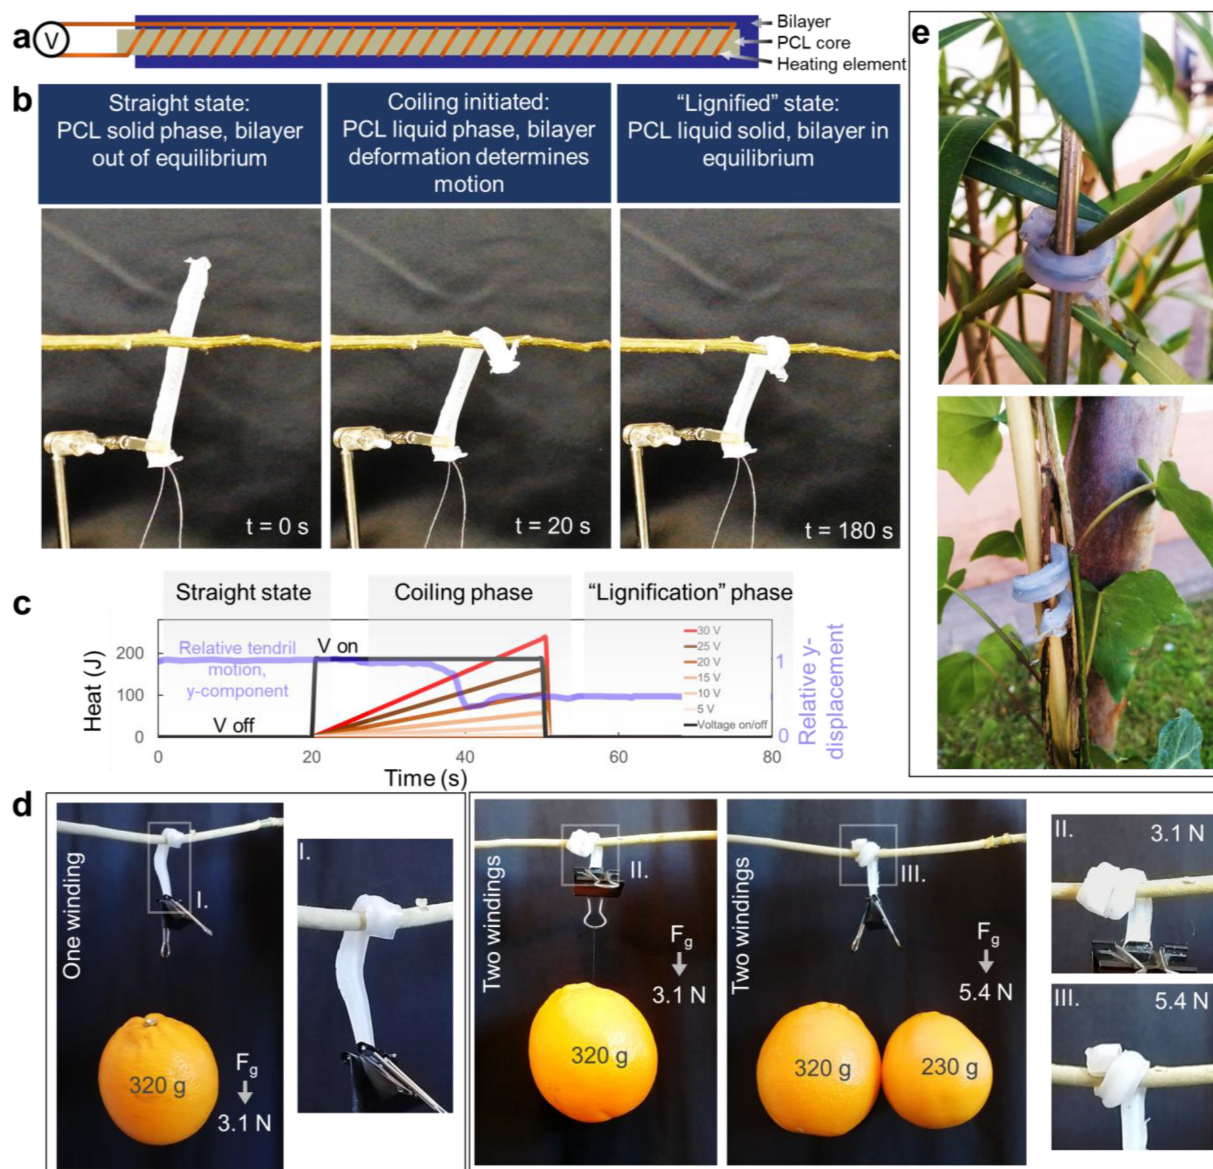 a
V
Bilayer
PCL core
Heating element
b
Straight state:
PCL solid phase, bilayer
out of equilibrium
Coiling initiated:
PCL liquid phase, bilayer
deformation determines
motion
“Lignified” state:
PCL liquid solid, bilayer in
equilibrium
t = 0 s
t = 20 s
t = 180 s
c
Straight state
Coiling phase
“Lignification” phase
Heat (J)
200
100
0
Relative tendril
motion,
y-component
V on
V off
30 V
25 V
20 V
15 V
10 V
5 V
Voltage on/off
1
0
Relative y-
displacement
0
20
40
60
80
Time (s)
d
One winding
I.
320 g
Fg
3.1 N
I.
Two windings
II.
Fg
3.1 N
320 g
Two windings
III.
Fg
5.4 N
320 g
230 g
II.
3.1 N
III.
5.4 N
e